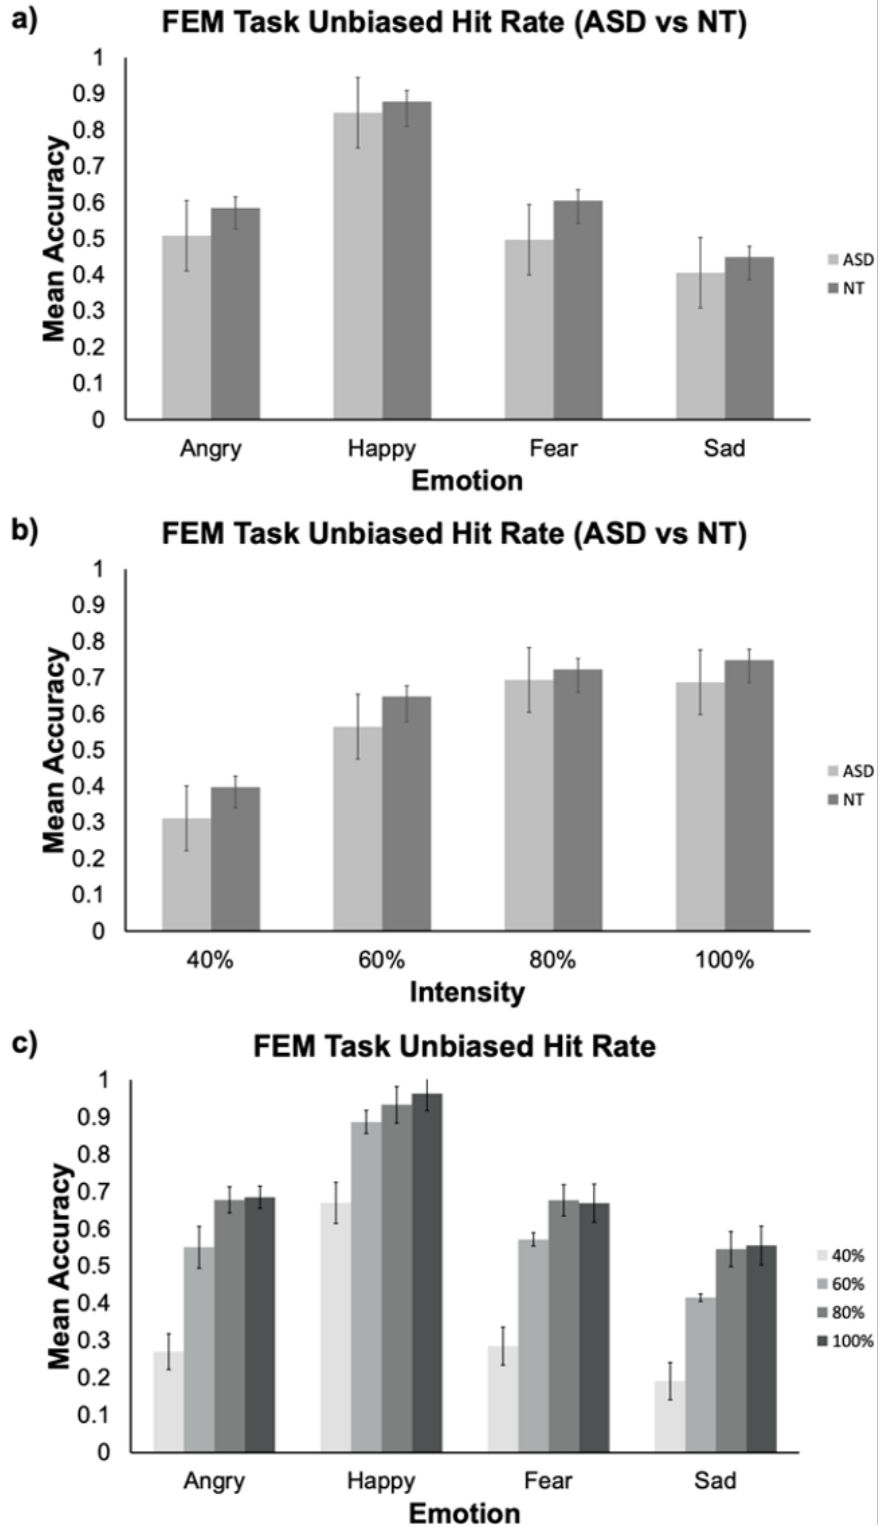 a)
FEM Task Unbiased Hit Rate (ASD vs NT)
1
0.9
0.8
0.7
0.6
0.5
0.4
0.3
0.2
0.1
0
Mean Accuracy
Angry Happy Fear Sad
Emotion
ASD
NT
b)
FEM Task Unbiased Hit Rate (ASD vs NT)
1
0.9
0.8
0.7
0.6
0.5
0.4
0.3
0.2
0.1
0
Mean Accuracy
40% 60% 80% 100%
Intensity
ASD
NT
c)
FEM Task Unbiased Hit Rate
1
0.9
0.8
0.7
0.6
0.5
0.4
0.3
0.2
0.1
0
Mean Accuracy
Angry Happy Fear Sad
Emotion
40%
60%
80%
100%